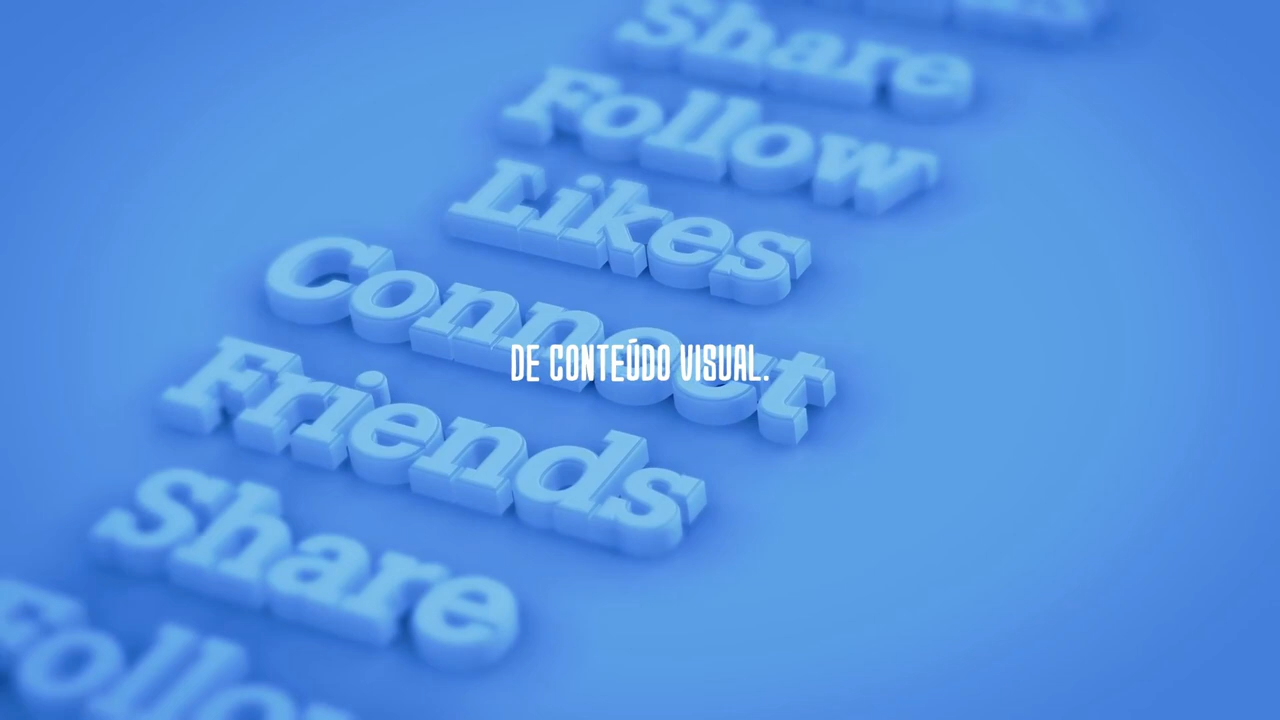 Share
Follow
Likes
Connect
DE CONTEÚDO VISUAL.
Friends
Share